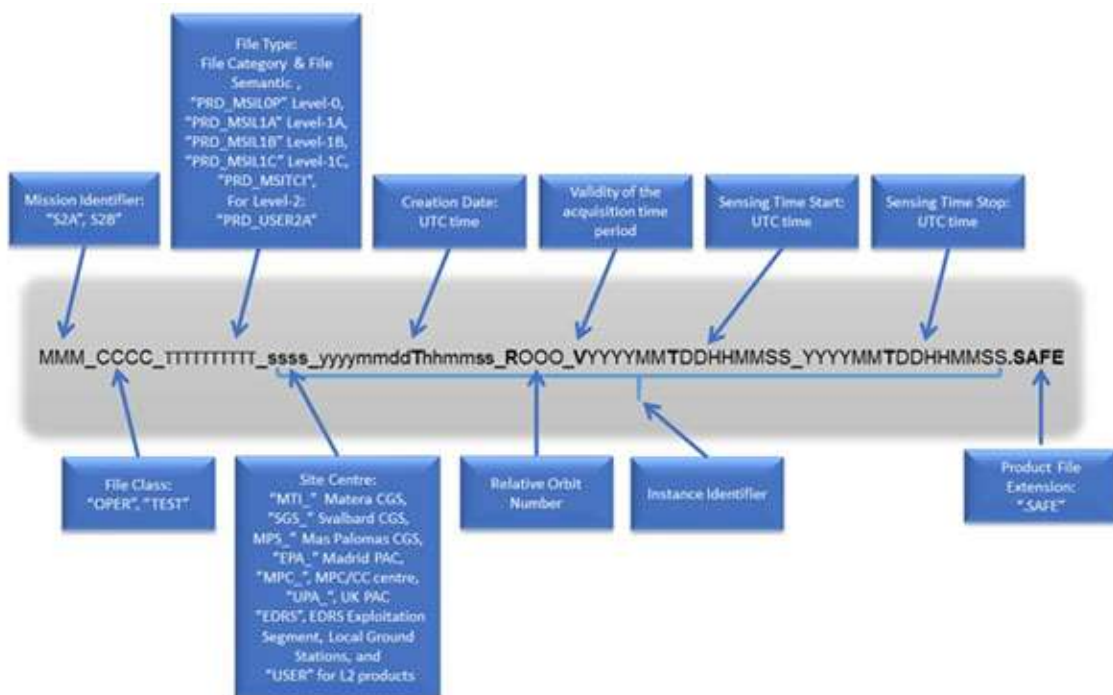 File Type:
File Category & File
Semantic ,
"PRD_MSIL0P" Level-0,
"PRD_MSIL1A" Level-1A,
"PRD_MSIL1B" Level-1B,
"PRD_MSIL1C" Level-1C,
"PRD_MSITCI",
For Level-2:
"PRD_USER2A"
Mission Identifier:
"S2A", S2B"
Creation Date:
UTC time
Validity of the
acquisition time
period
Sensing Time Start:
UTC time
Sensing Time Stop:
UTC time
MMM_CCCC_TTTTTTTTTT_ssss_yyyymmddThhmmss_ROOO_VYYYYMMTDDHHMMSS_YYYYMMTDDHHMMSS.SAFE
File Class:
"OPER", "TEST"
Site Centre:
"MTI_" Matera CGS,
"SGS_" Svalbard CGS,
MPS_" Mas Palomas CGS,
"EPA_" Madrid PAC,
"MPC_", MPC/CC centre,
"UPA_", UK PAC
"EDRS", EDRS Exploitation
Segment, Local Ground
Stations, and
"USER" for L2 products
Relative Orbit
Number
Instance Identifier
Product File
Extension:
".SAFE"